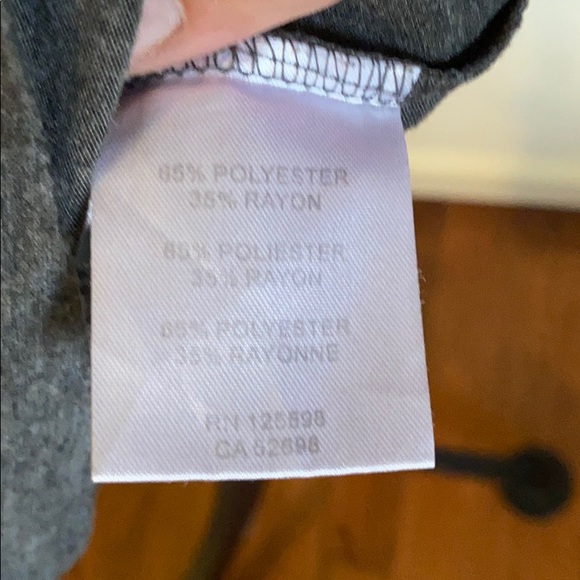 65% POLYESTER
35% RAYON
65% POLIESTER
35% RAYON
65% POLYESTER
35% RAYONNE
RN 125898
CA 52698